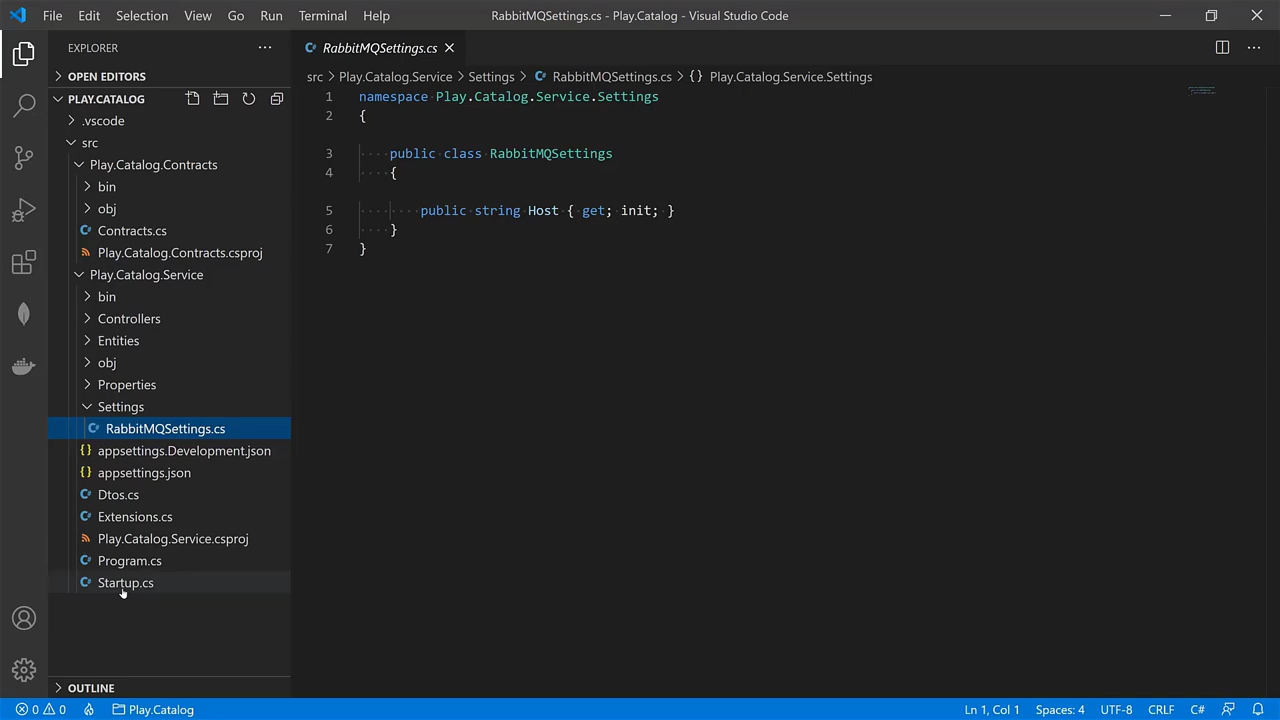 File Edit Selection View Go Run Terminal Help RabbitMQSettings.cs - Play.Catalog - Visual Studio Code
EXPLORER
OPEN EDITORS
PLAY.CATALOG
.vscode
src
Play.Catalog.Contracts
bin
obj
Contracts.cs
Play.Catalog.Contracts.csproj
Play.Catalog.Service
bin
Controllers
Entities
obj
Properties
Settings
RabbitMQSettings.cs
appsettings.Development.json
appsettings.json
Dtos.cs
Extensions.cs
Play.Catalog.Service.csproj
Program.cs
Startup.cs
OUTLINE
RabbitMQSettings.cs
src > Play.Catalog.Service > Settings > RabbitMQSettings.cs > {} Play.Catalog.Service.Settings
1 namespace Play.Catalog.Service.Settings
2 {
3 public class RabbitMQSettings
4 {
5 public string Host { get; init; }
6 }
7 }
0 0 Play.Catalog Ln 1, Col 1 Spaces: 4 UTF-8 CRLF C#